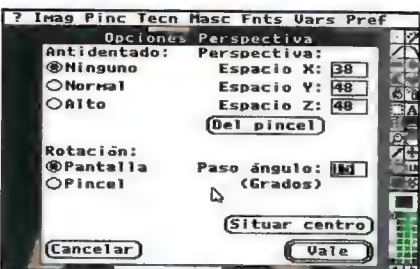 ? Imag Pinc Tecn Masc Fnts Vars Pref
Opciones Perspectiva
Antidentado: Perspectiva:
Ninguno Espacio X: 38
Normal Espacio Y: 48
Alto Espacio Z: 48
Del pincel
Rotación:
Pantalla Paso ángulo:
Pincel (Grados)
Situar centro
Cancelar Vale